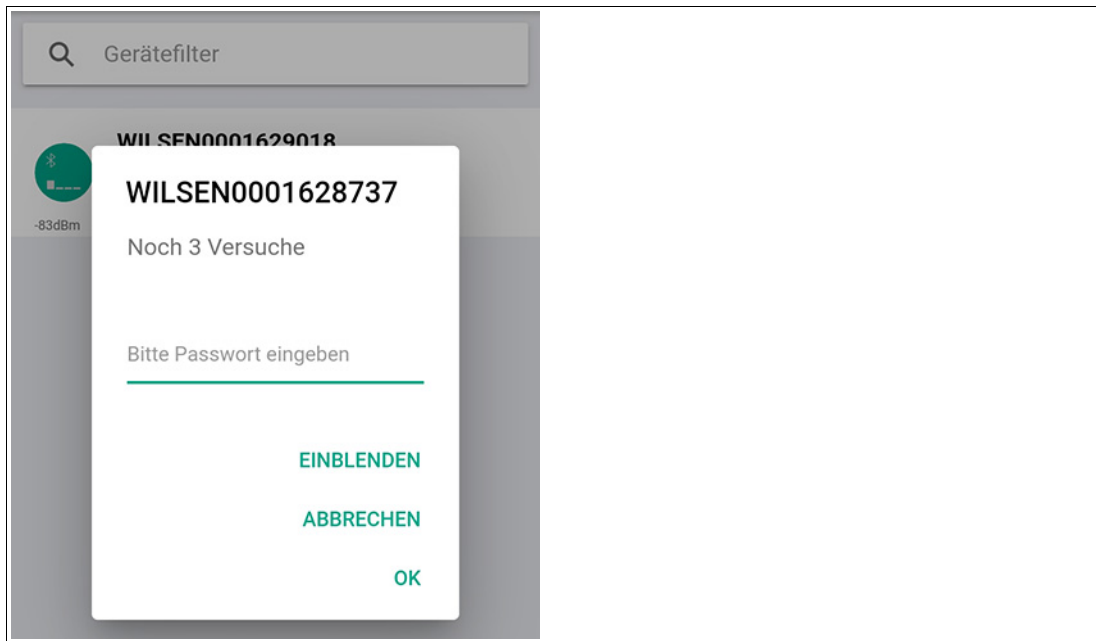 Gerätefilter
WILSEN0001629018
-83dBm
WILSEN0001628737
Noch 3 Versuche
Bitte Passwort eingeben
EINBLENDEN
ABBRECHEN
OK